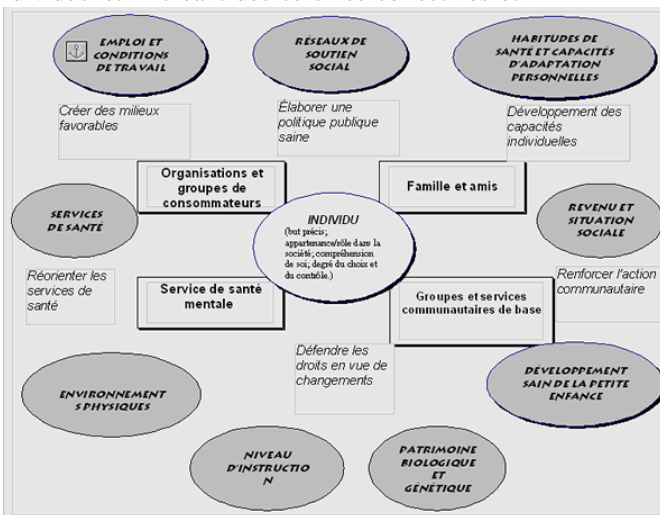 EMPLOI ET
CONDITIONS
DE TRAVAIL
RÉSEAUX DE
SOUTIEN
SOCIAL
HABITUDES DE
SANTÉ ET CAPACITÉS
D'ADAPTATION
PERSONNELLES
Créer des milieux
favorables
Élaborer une
politique publique
saine
Développement des
capacités
individuelles
Organisations et
groupes de
consommateurs
Famille et amis
SERVICES
DE SANTÉ
INDIVIDU
(but précis;
appartenance/rôle dans la
société; compréhension
de soi; degré du choix et
du contrôle.)
REVENU ET
SITUATION
SOCIALE
Réorienter les
services de
santé
Service de santé
mentale
Groupes et services
communautaires de base
Renforcer l'action
communautaire
Défendre les
droits en vue de
changements
ENVIRONNEMENT
S PHYSIQUES
DÉVELOPPEMENT
SAIN DE LA PETITE
ENFANCE
NIVEAU
D'INSTRUCTIO
N
PATRIMOINE
BIOLOGIQUE
ET
GÉNÉTIQUE